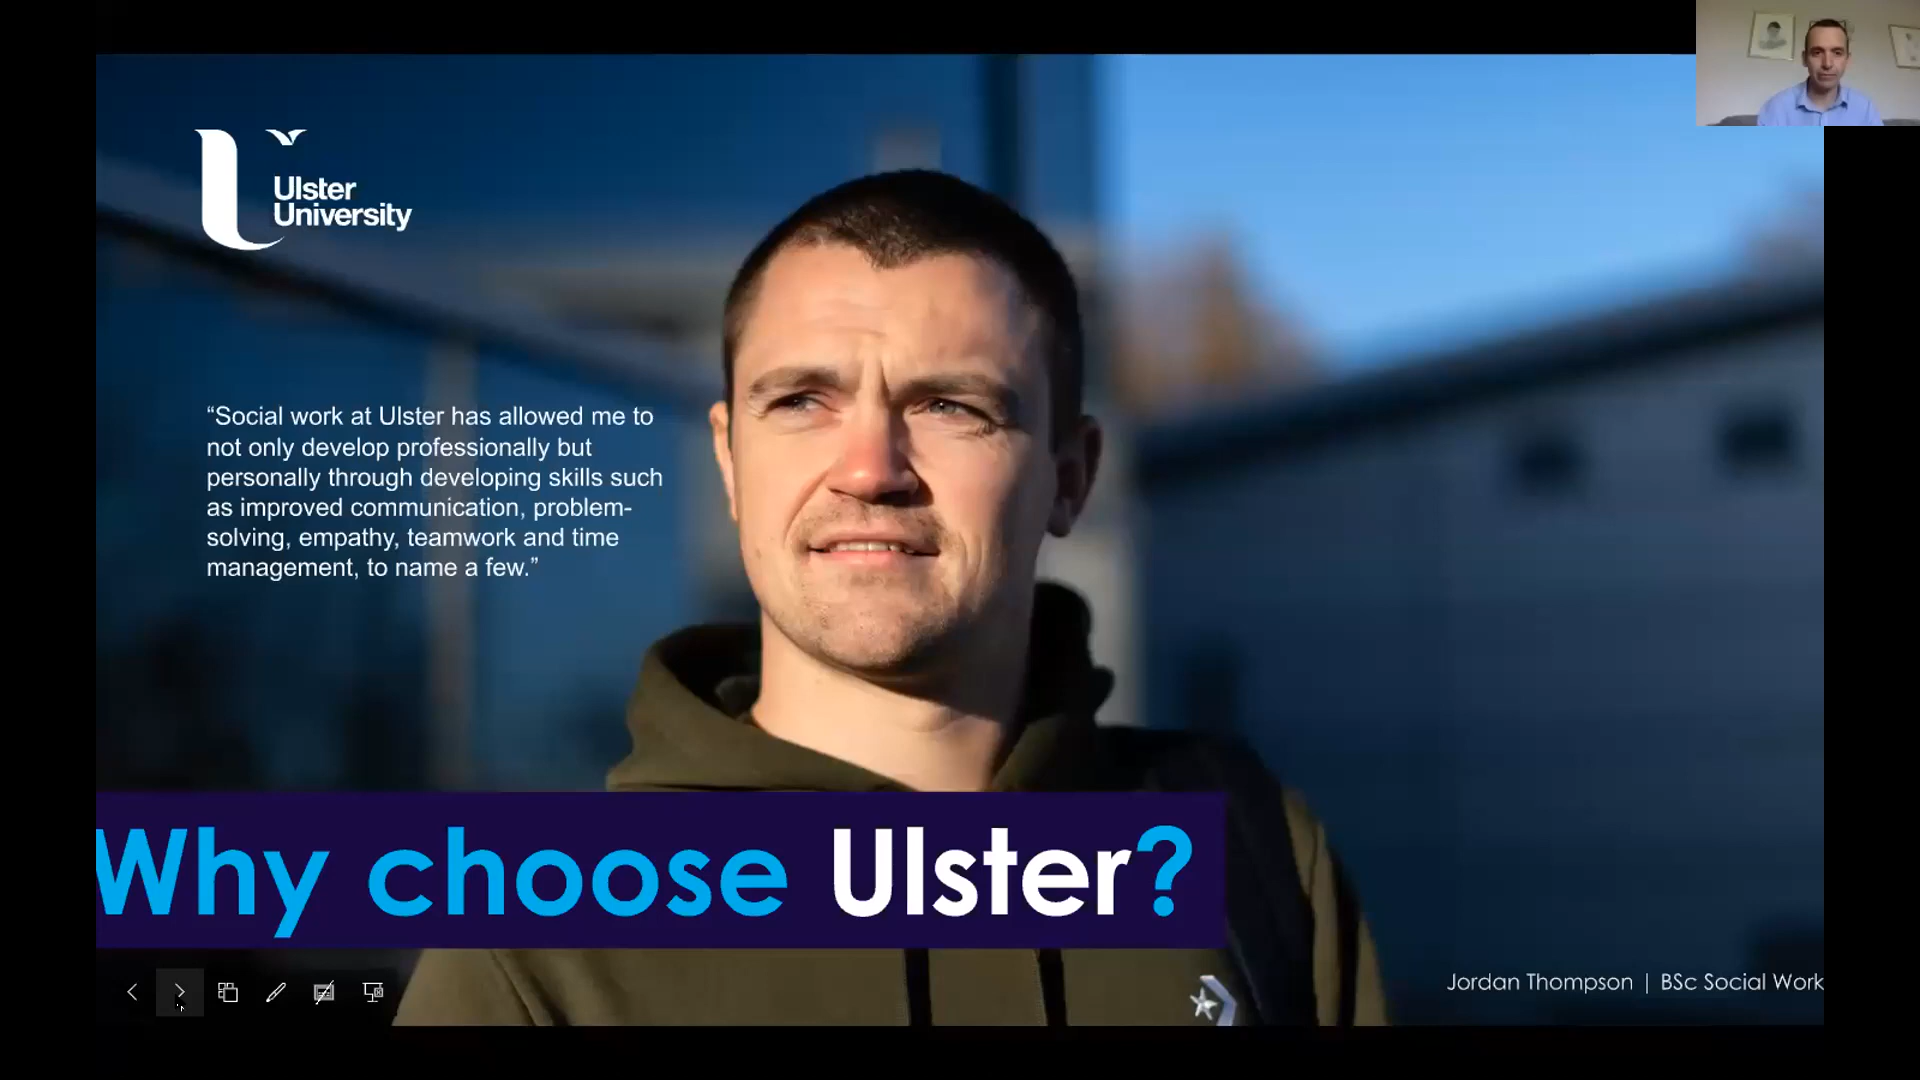 Ulster
University
“Social work at Ulster has allowed me to
not only develop professionally but
personally through developing skills such
as improved communication, problem-
solving, empathy, teamwork and time
management, to name a few.”
Why choose Ulster?
Jordan Thompson | BSc Social Work